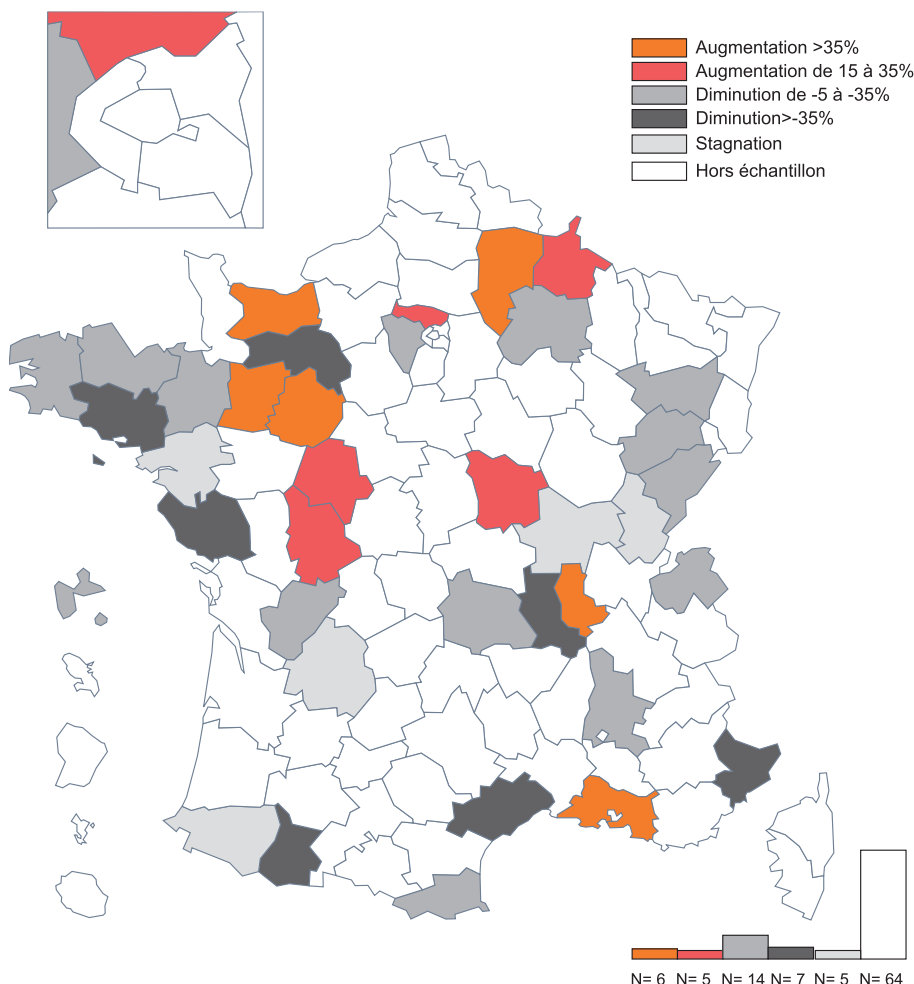 Augmentation >35%
Augmentation de 15 à 35%
Diminution de -5 à -35%
Diminution>-35%
Stagnation
Hors échantillon
N= 6 N= 5 N= 14 N= 7 N= 5 N= 64